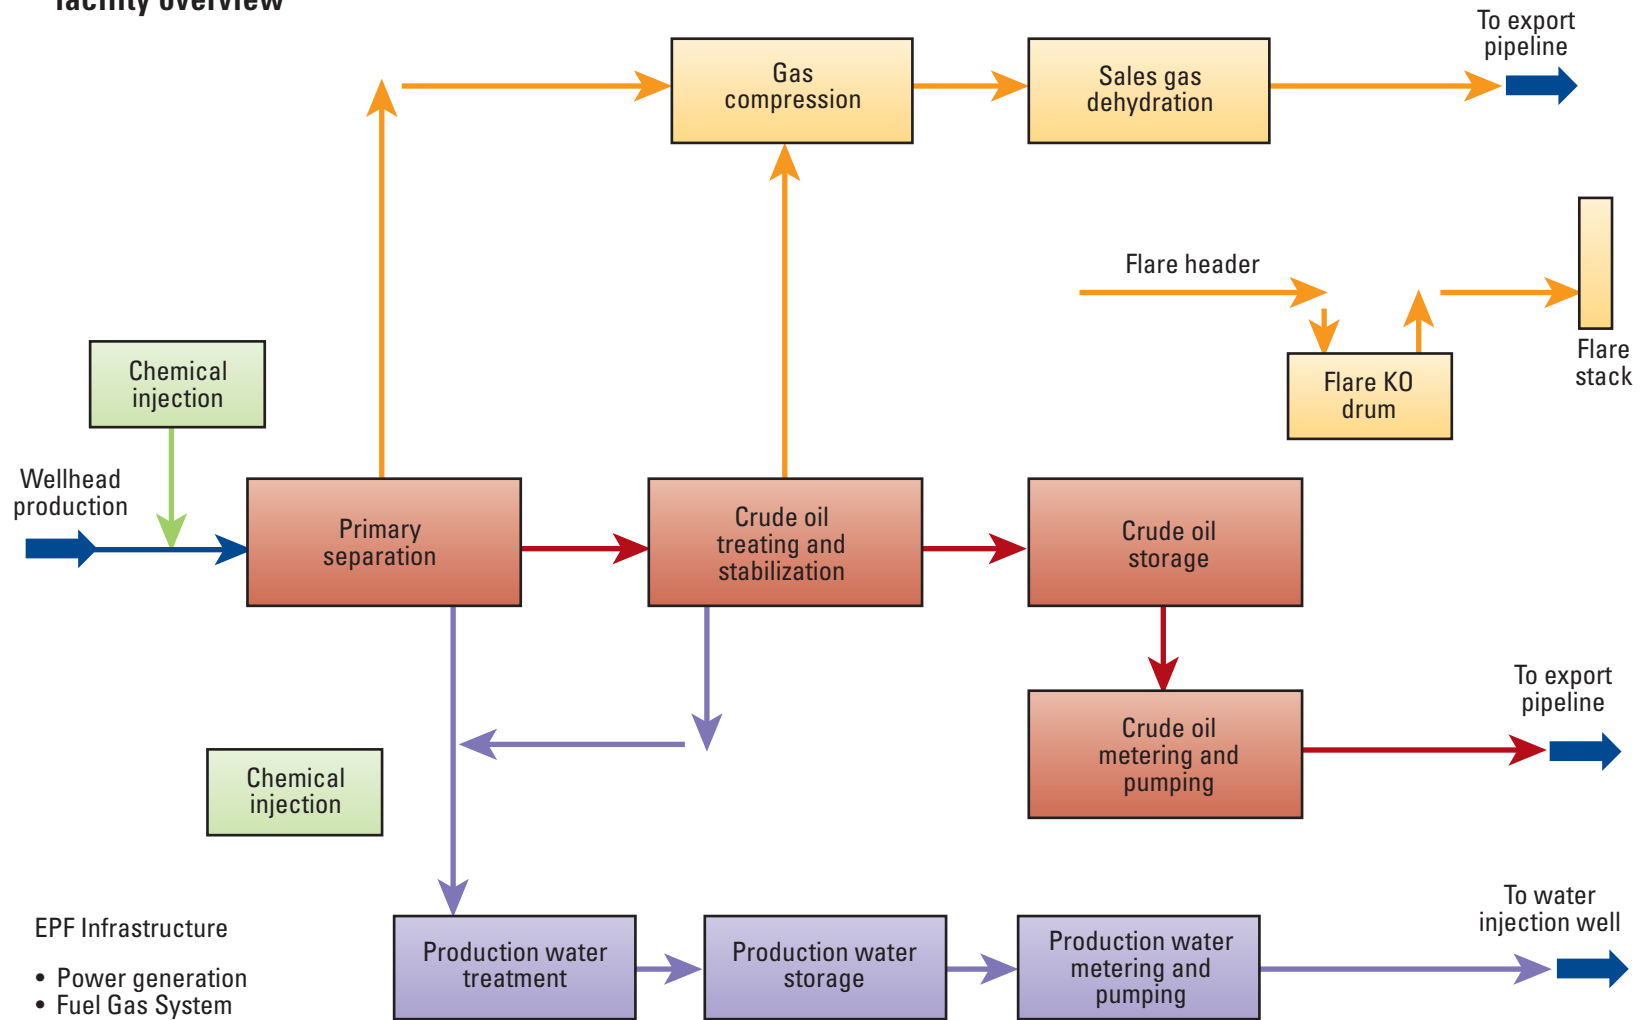 facility overview
To export
pipeline
Gas
compression
Sales gas
dehydration
Flare header
Flare
stack
Flare KO
drum
Chemical
injection
Wellhead
production
Primary
separation
Crude oil
treating and
stabilization
Crude oil
storage
To export
pipeline
Crude oil
metering and
pumping
Chemical
injection
To water
injection well
EPF Infrastructure
• Power generation
• Fuel Gas System
Production water
treatment
Production water
storage
Production water
metering and
pumping